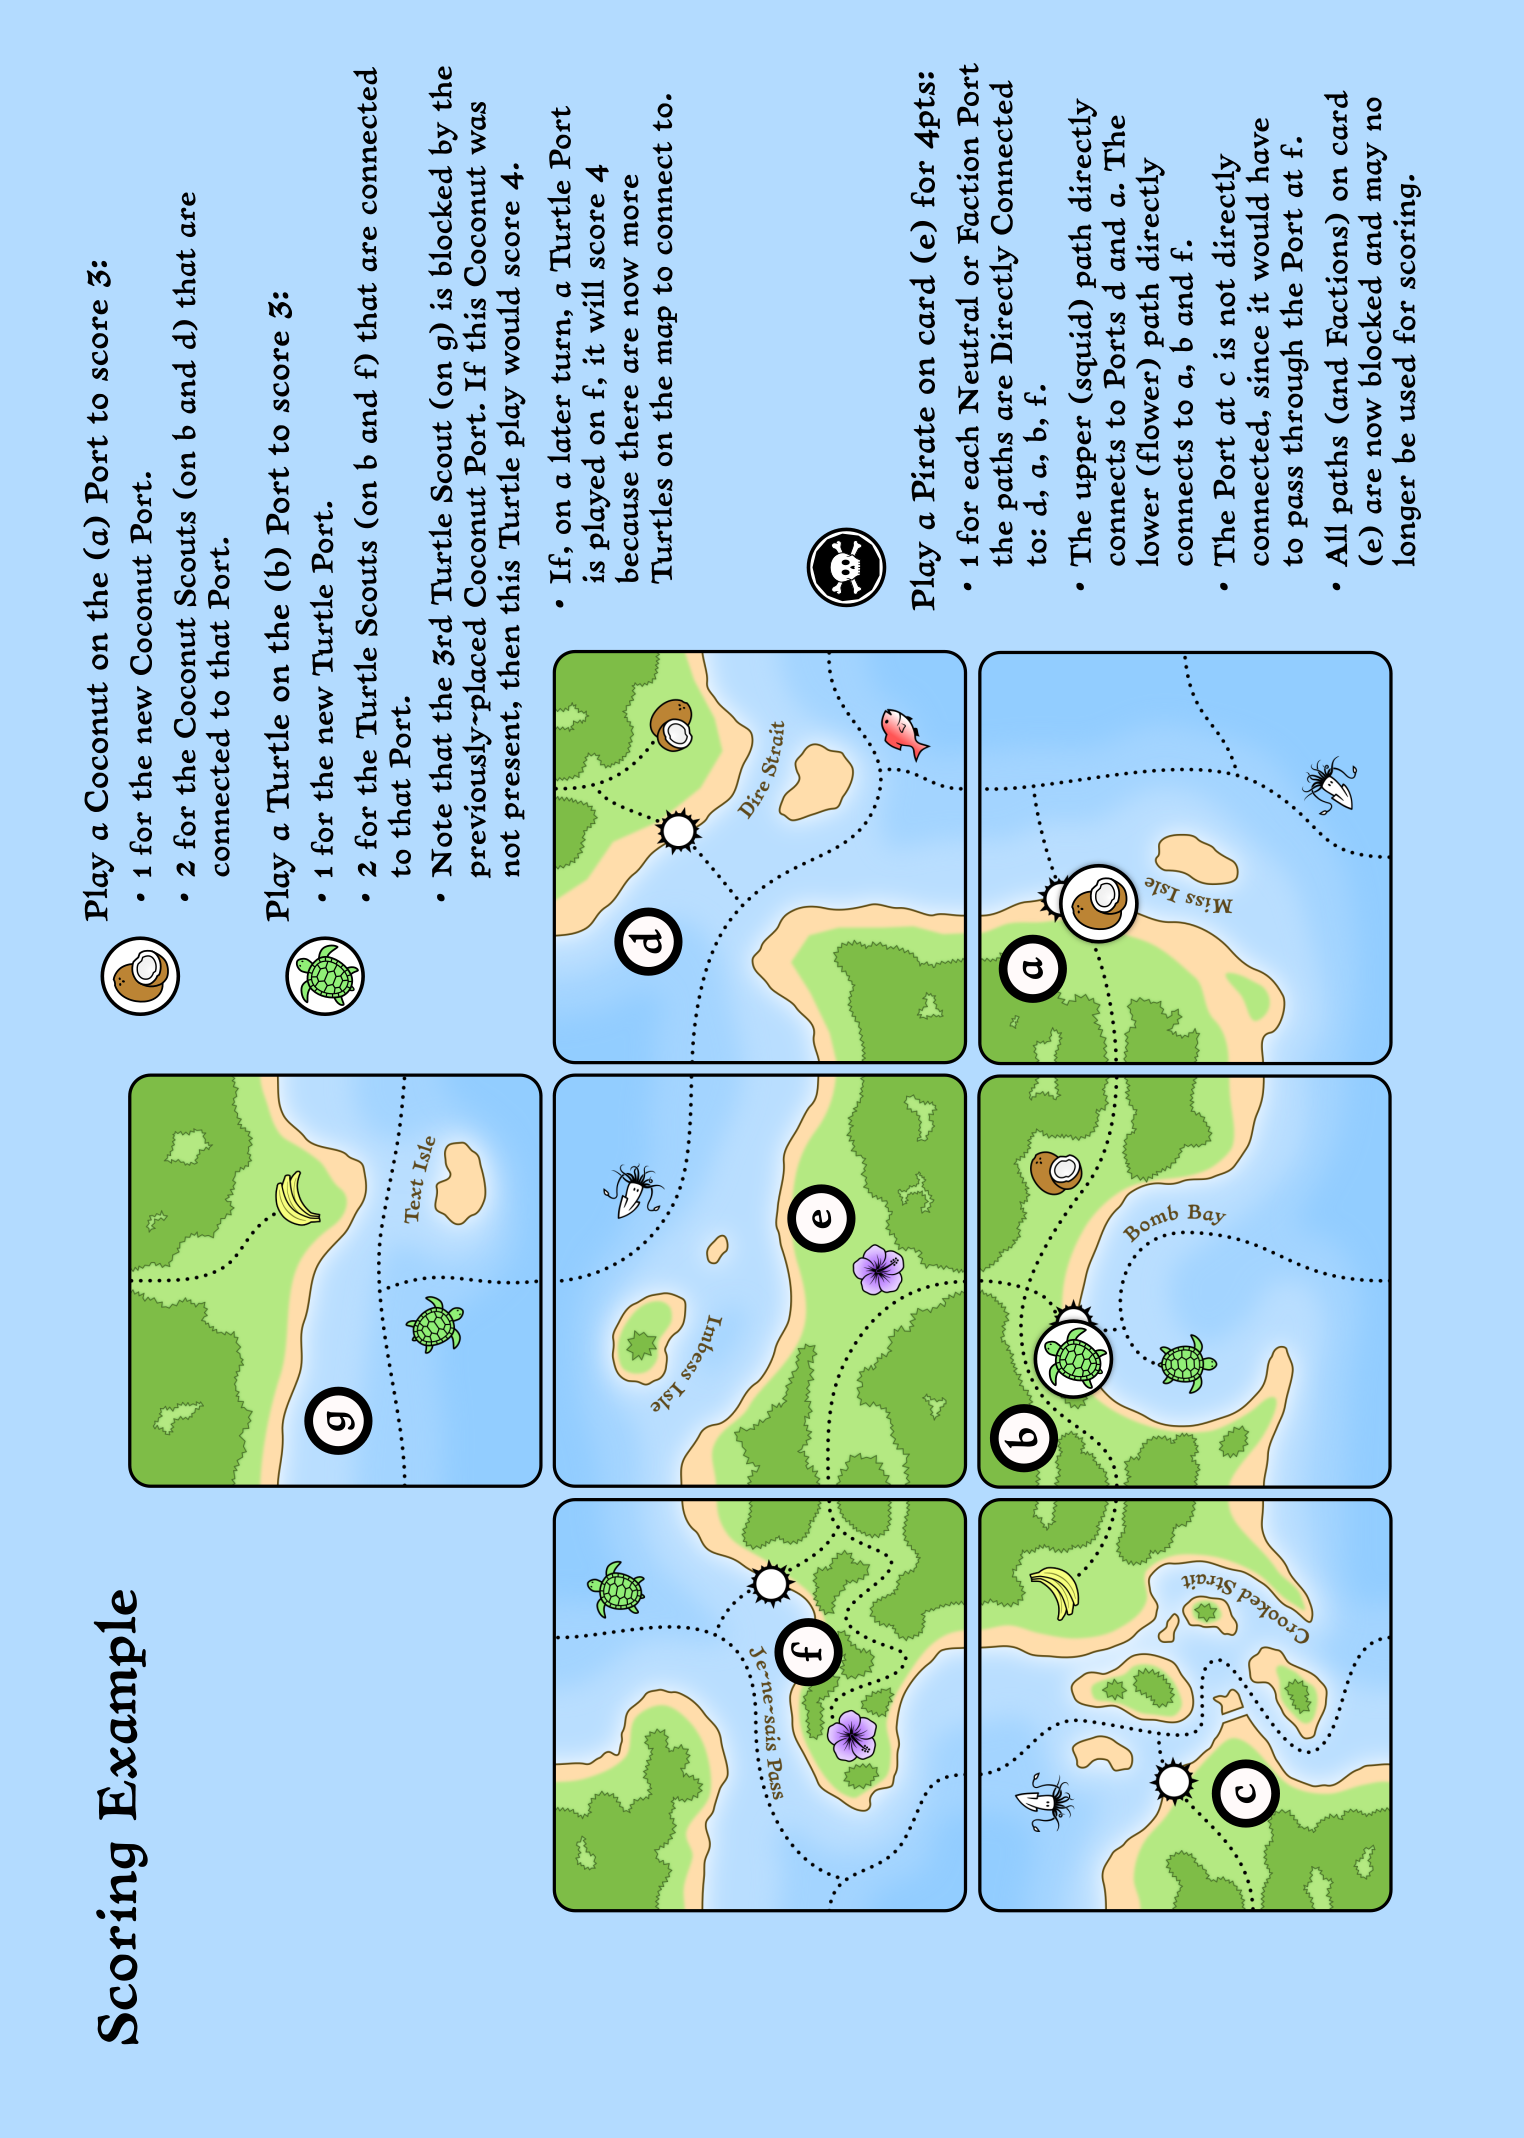 Scoring Example
Play a Coconut on the (a) Port to score 3:
• 1 for the new Coconut Port.
• 2 for the Coconut Scouts (on b and d) that are
connected to that Port.
Play a Turtle on the (b) Port to score 3:
• 1 for the new Turtle Port.
• 2 for the Turtle Scouts (on b and f) that are connected
to that Port.
• Note that the 3rd Turtle Scout (on g) is blocked by the
previously-placed Coconut Port. If this Coconut was
not present, then this Turtle play would score 4.
• If, on a later turn, a Turtle Port
is played on f, it will score 4
because there are now more
Turtles on the map to connect to.
Play a Pirate on card (e) for 4pts:
• 1 for each Neutral or Faction Port
the paths are Directly Connected
to: d, a, b, f.
• The upper (squid) path directly
connects to Ports d and a. The
lower (flower) path directly
connects to a, b and f.
• The Port at c is not directly
connected, since it would have
to pass through the Port at f.
• All paths (and Factions) on card
(e) are now blocked and may no
longer be used for scoring.
g
Text Isle
f
Je-ne-sais Pass
Imbess Isle
e
d
Dire Strait
c
Crooked Strait
b
Bomb Bay
a
Miss Isle